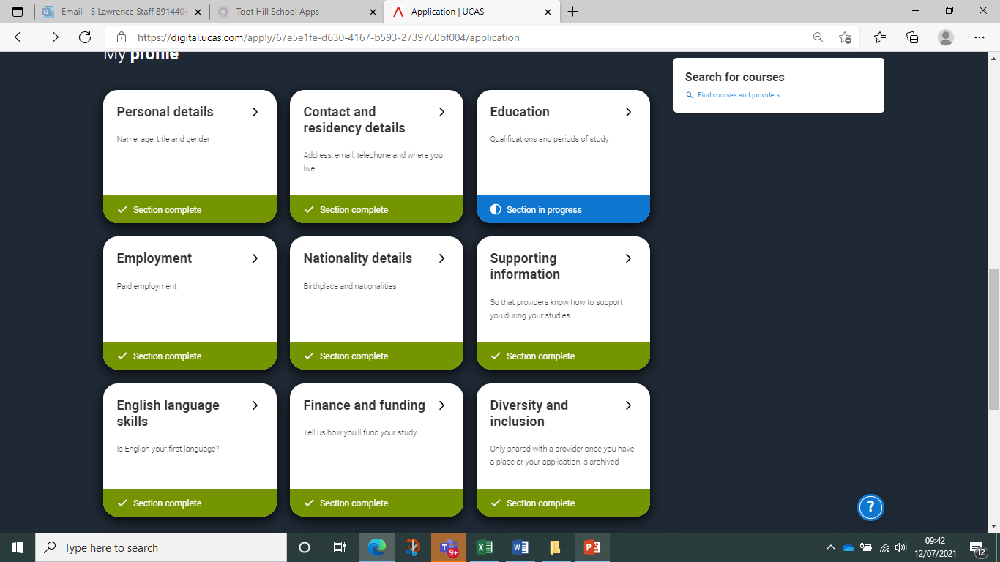 Email - S Lawrence Staff 8914404
Toot Hill School Apps
Application | UCAS
https://digital.ucas.com/apply/67e5e1fe-d630-4167-b593-2739760bf004/application
My profile
Search for courses
Find courses and providers
Personal details
Name, age, title and gender
Section complete
Contact and
residency details
Address, email, telephone and where you
live
Section complete
Education
Qualifications and periods of study
Section in progress
Employment
Paid employment
Section complete
Nationality details
Birthplace and nationalities
Section complete
Supporting
information
So that providers know how to support
you during your studies
Section complete
English language
skills
Is English your first language?
Section complete
Finance and funding
Tell us how you'll fund your study
Section complete
Diversity and
inclusion
Only shared with a provider once you have
a place or your application is archived
Section complete
?
Type here to search
9+
09:42
12/07/2021
12